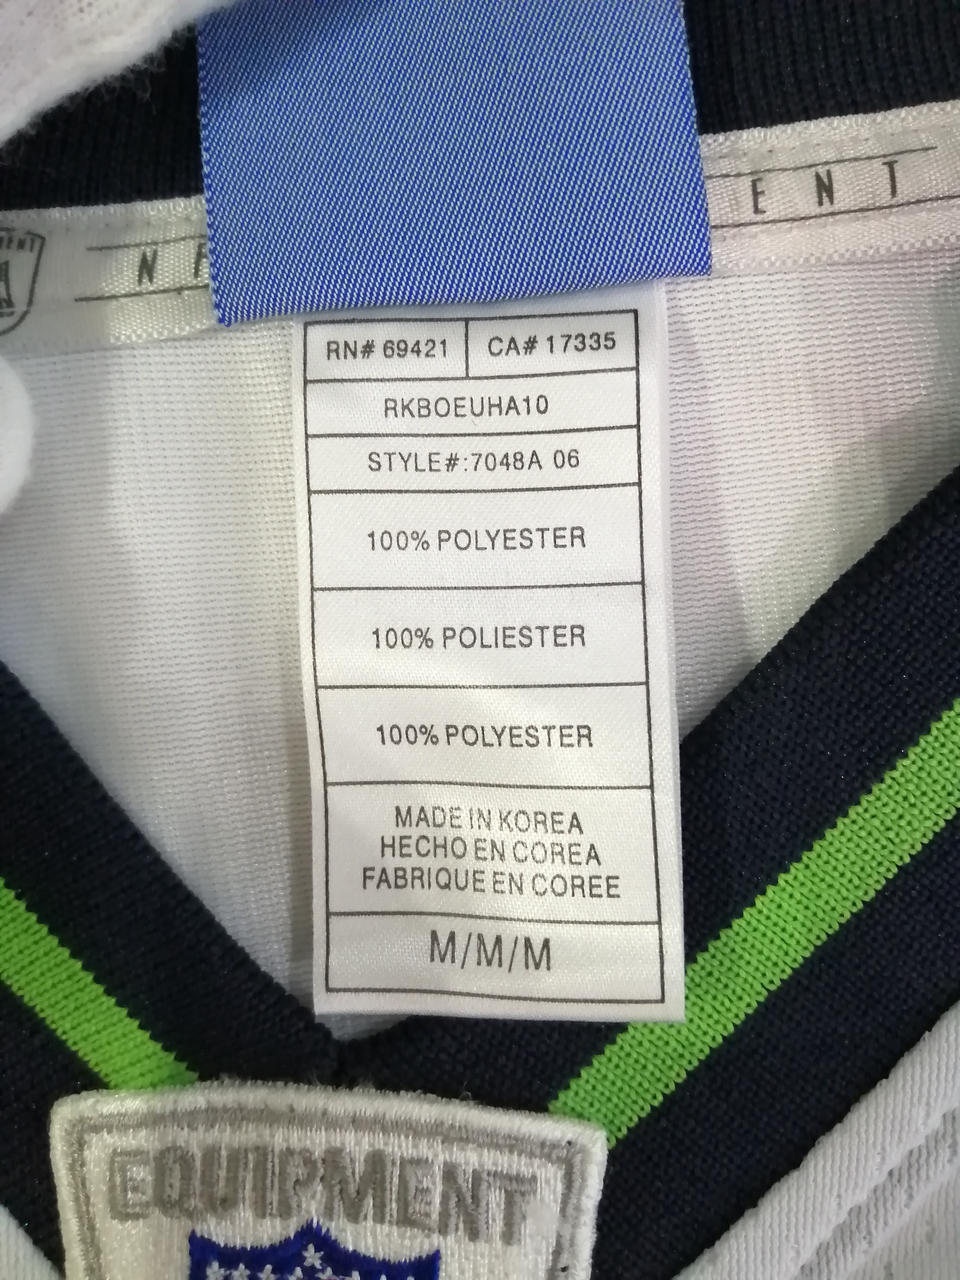 E N T
N F
RN# 69421 CA# 17335
RKBOEUHA10
STYLE#:7048A 06
100% POLYESTER
100% POLIESTER
100% POLYESTER
MADE IN KOREA
HECHO EN COREA
FABRIQUE EN COREE
M/M/M
EQUIPMENT